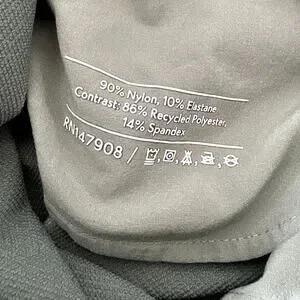 90% Nylon, 10% Elastane
Contrast: 86% Recycled Polyester,
14% Spandex
RN147908 /